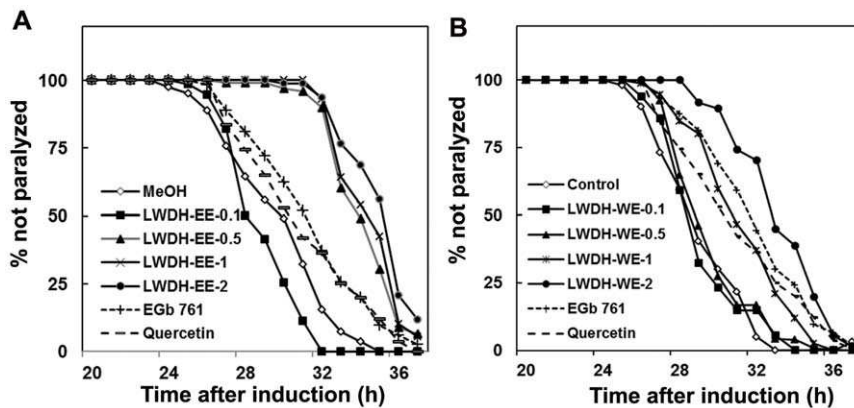 A
% not paralyzed
100
75
50
25
0
MeOH
LWDH-EE-0.1
LWDH-EE-0.5
LWDH-EE-1
LWDH-EE-2
EGb 761
Quercetin
20 24 28 32 36
Time after induction (h)
B
% not paralyzed
100
75
50
25
0
Control
LWDH-WE-0.1
LWDH-WE-0.5
LWDH-WE-1
LWDH-WE-2
EGb 761
Quercetin
20 24 28 32 36
Time after induction (h)